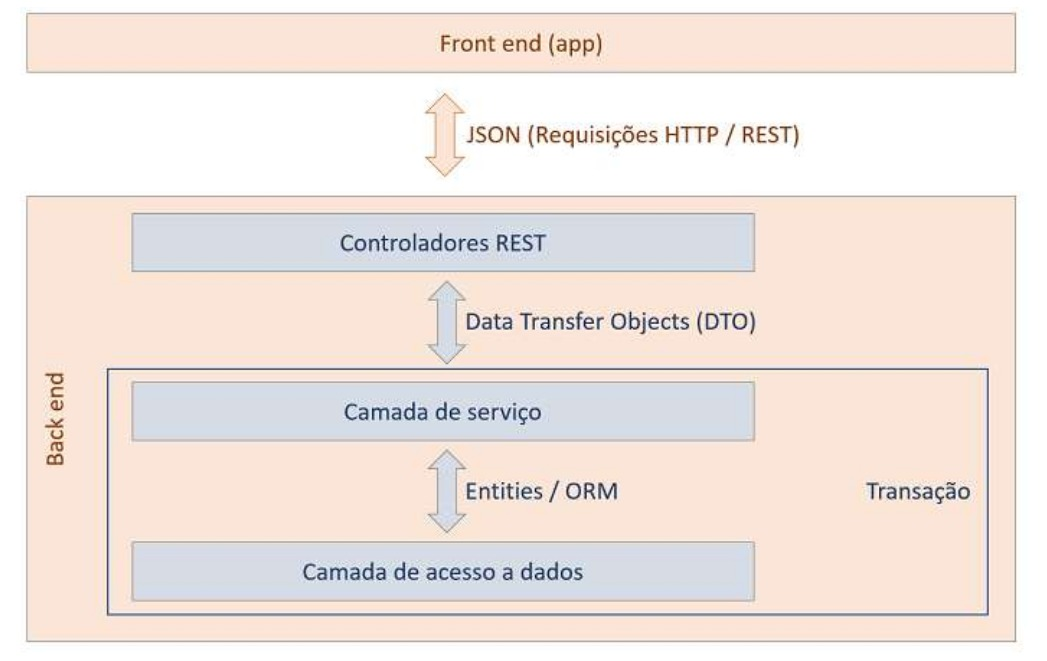 Front end (app)
JSON (Requisições HTTP / REST)
Controladores REST
Data Transfer Objects (DTO)
Back end
Camada de serviço
Entities / ORM
Transação
Camada de acesso a dados